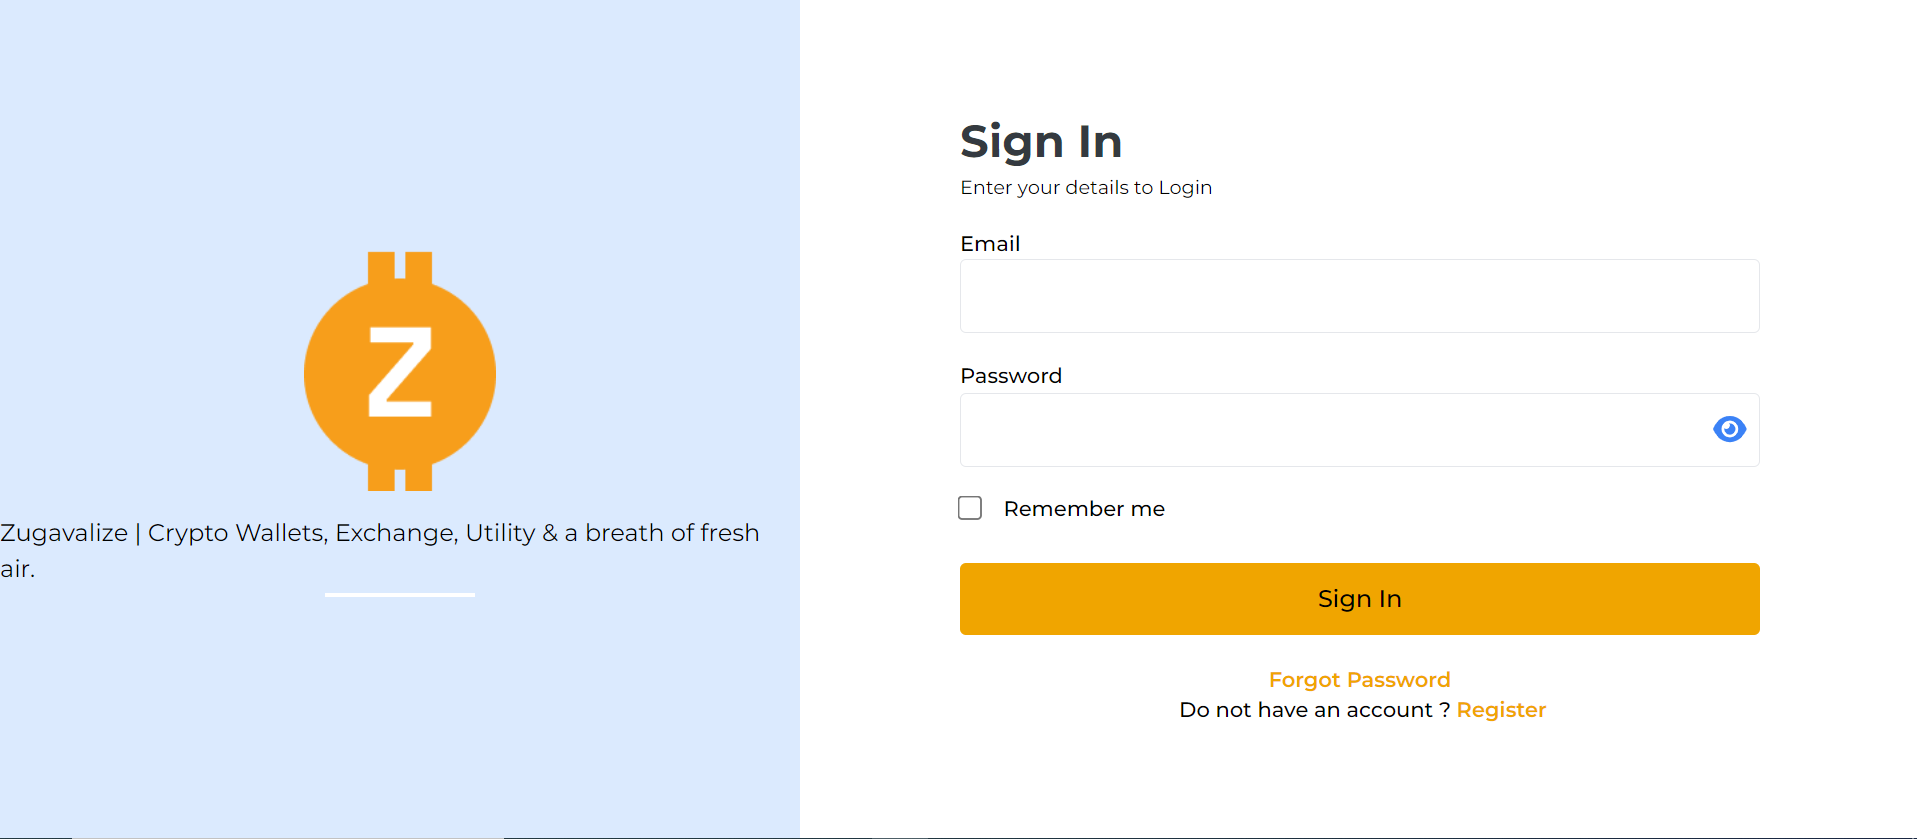 Z
Zugavalize | Crypto Wallets, Exchange, Utility & a breath of fresh
air.
Sign In
Enter your details to Login
Email
Password
Remember me
Sign In
Forgot Password
Do not have an account ? Register